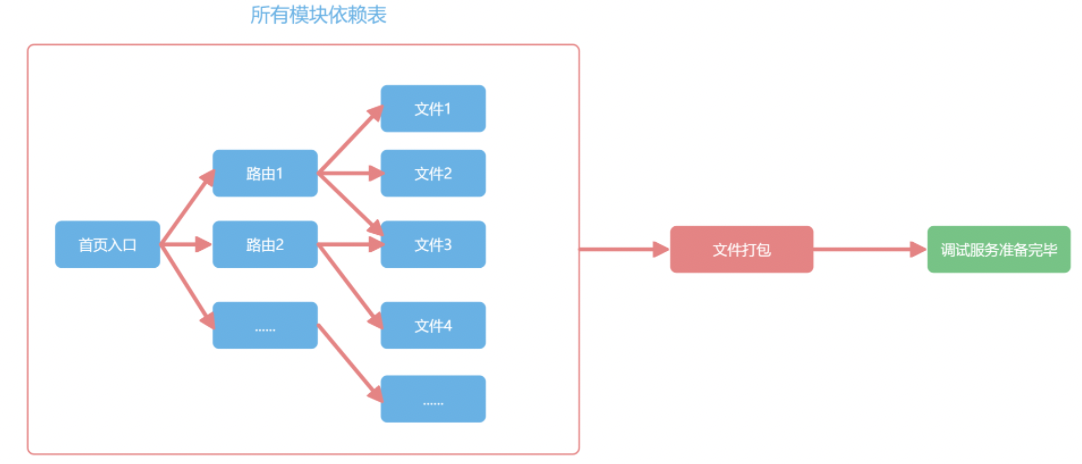 所有模块依赖表
文件1
路由1
文件2
首页入口
路由2
文件3
文件打包
调试服务准备完毕
......
文件4
......